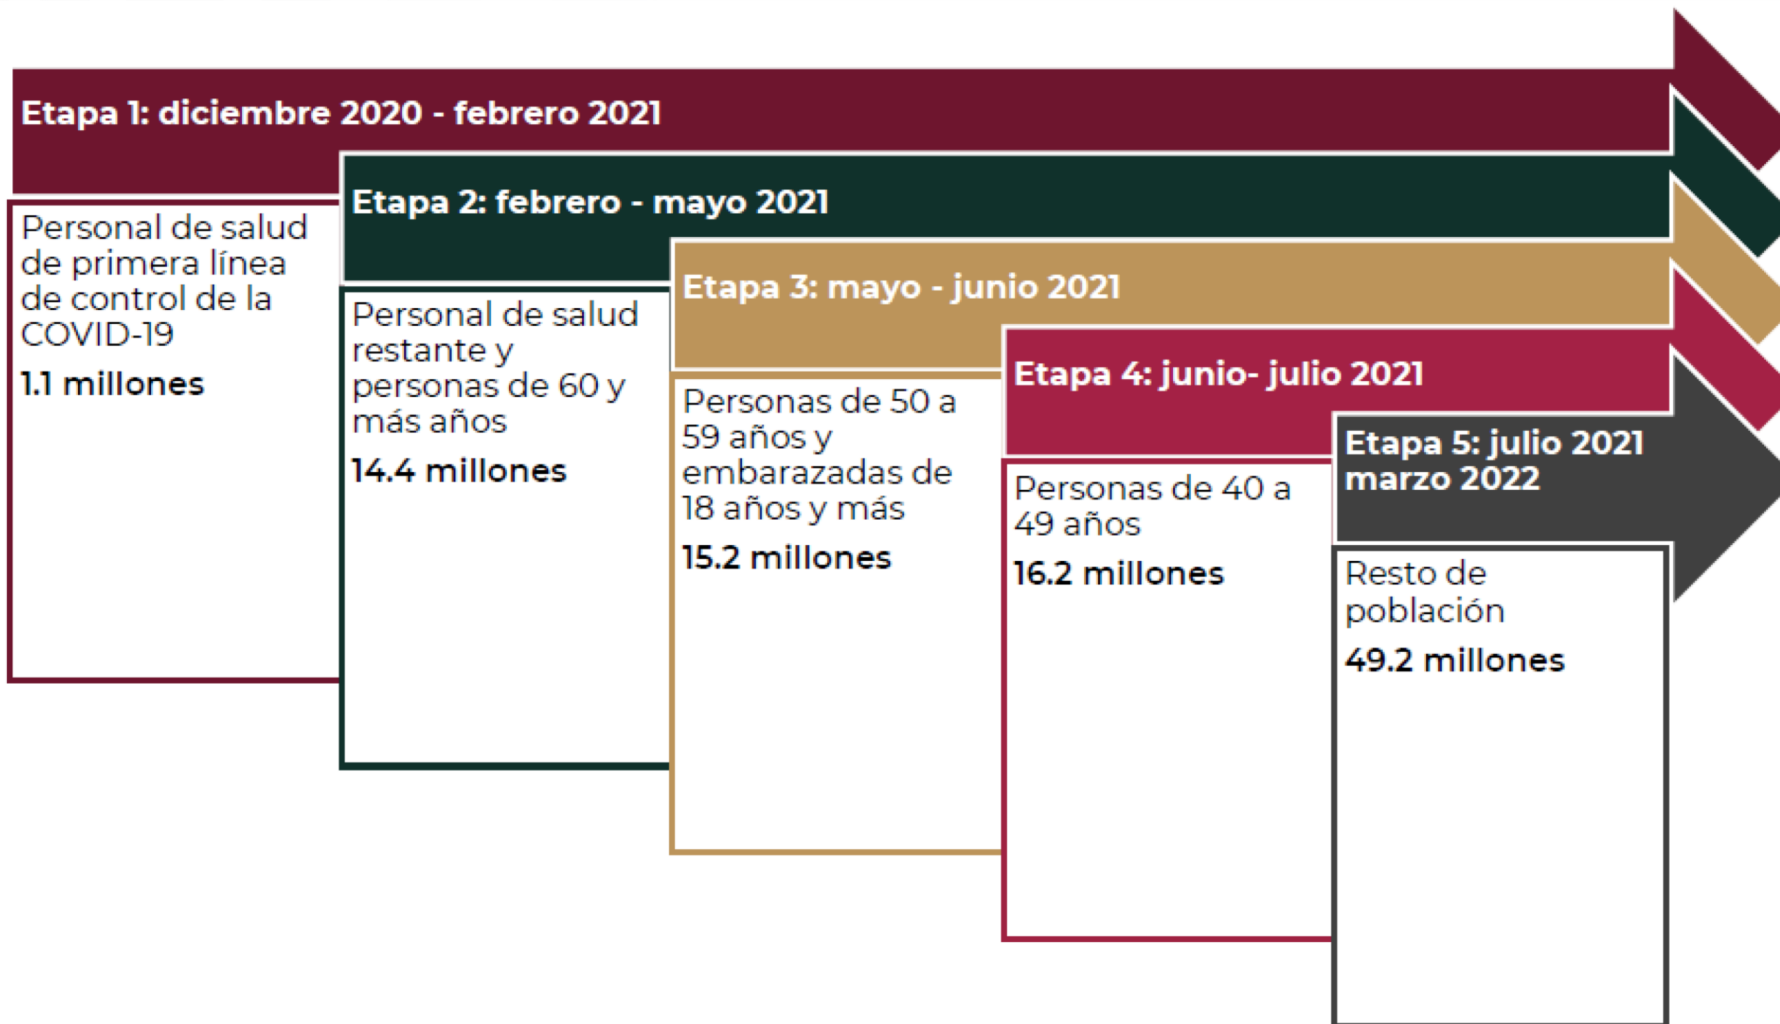 Etapa 1: diciembre 2020 - febrero 2021
Personal de salud
de primera línea
de control de la
COVID-19
1.1 millones
Etapa 2: febrero - mayo 2021
Personal de salud
restante y
personas de 60 y
más años
14.4 millones
Etapa 3: mayo - junio 2021
Personas de 50 a
59 años y
embarazadas de
18 años y más
15.2 millones
Etapa 4: junio- julio 2021
Personas de 40 a
49 años
16.2 millones
Etapa 5: julio 2021
marzo 2022
Resto de
población
49.2 millones